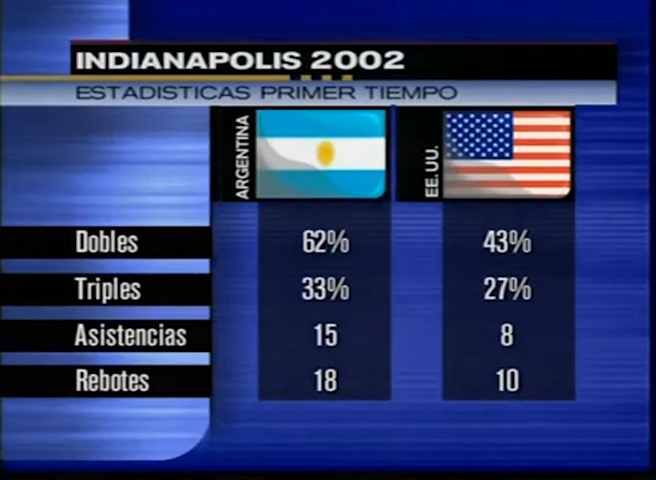 INDIANAPOLIS 2002
ESTADISTICAS PRIMER TIEMPO
ARGENTINA
EE.UU.
Dobles 62% 43%
Triples 33% 27%
Asistencias 15 8
Rebotes 18 10